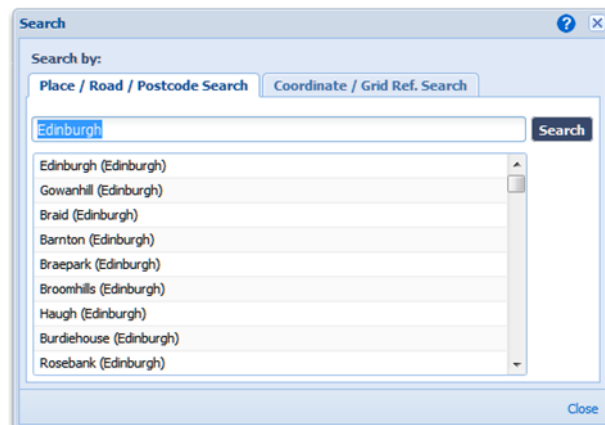 Search
Search by:
Place / Road / Postcode Search
Coordinate / Grid Ref. Search
Edinburgh
Search
Edinburgh (Edinburgh)
Gowanhill (Edinburgh)
Braid (Edinburgh)
Barnton (Edinburgh)
Braepark (Edinburgh)
Broomhills (Edinburgh)
Haugh (Edinburgh)
Burdiehouse (Edinburgh)
Rosebank (Edinburgh)
Close